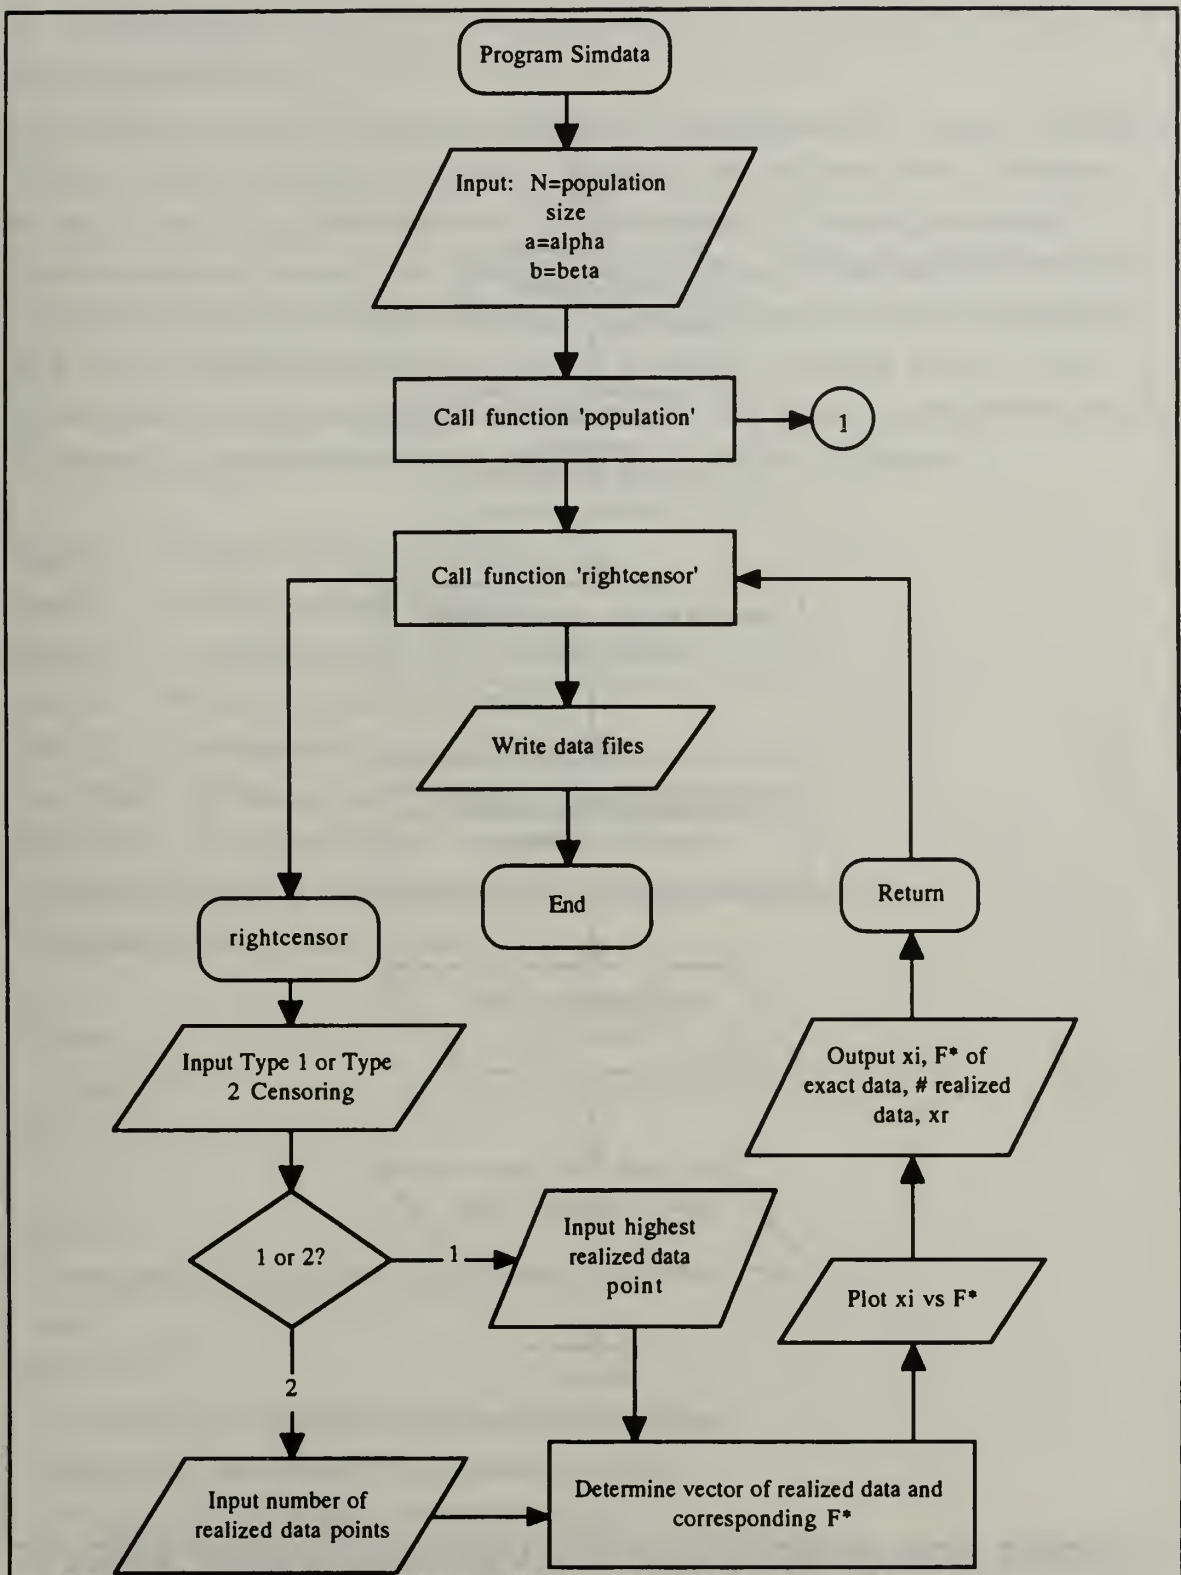 Program Simdata
Input: N=population
size
a=alpha
b=beta
Call function 'population'
1
Call function 'rightcensor'
Write data files
End
Return
rightcensor
Input Type 1 or Type
2 Censoring
Output xi, F* of
exact data, # realized
data, xr
1 or 2?
1
Input highest
realized data
point
Plot xi vs F*
2
Input number of
realized data points
Determine vector of realized data and
corresponding F*